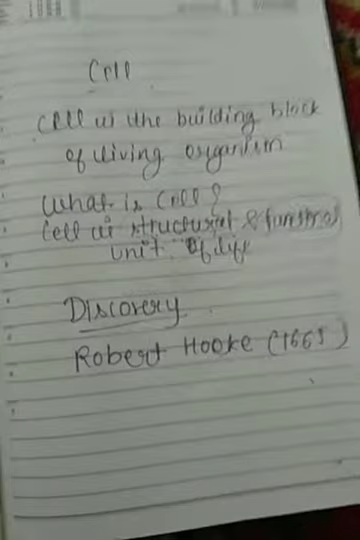 Cell
Cell is the building block
of living organism
What is Cell?
Cell is structural & functional
unit of life
Discovery
Robert Hooke (1665)